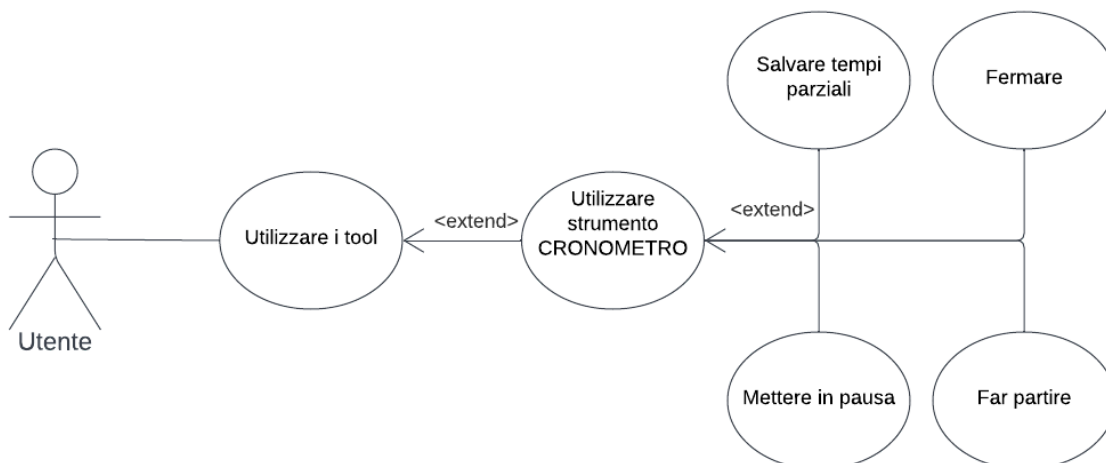 Salvare tempi
parziali
Fermare
Utilizzare i tool
<extend>
Utilizzare
strumento
CRONOMETRO
<extend>
Utente
Mettere in pausa
Far partire